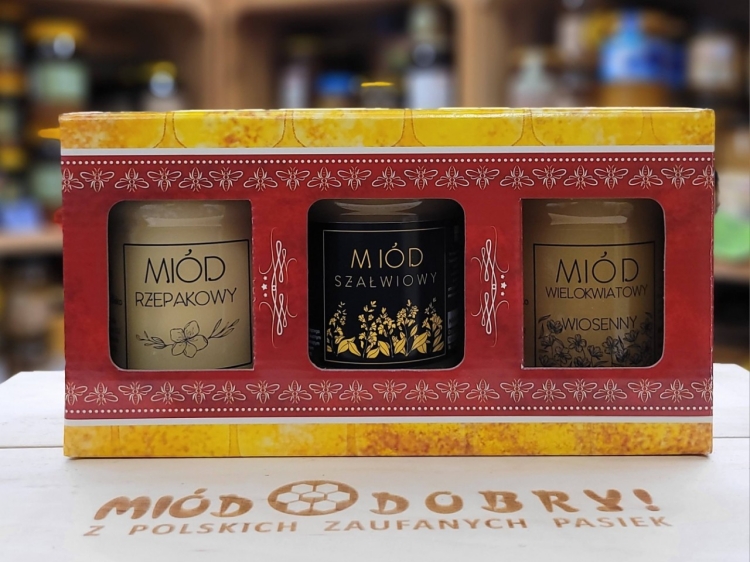 MIÓD
RZEPAKOWY
MIÓD
SZAŁWIOWY
MIÓD
WIELOKWIATOWY
WIOSENNY
MIÓD DOBRY!
Z POLSKICH ZAUFANYCH PASIEK